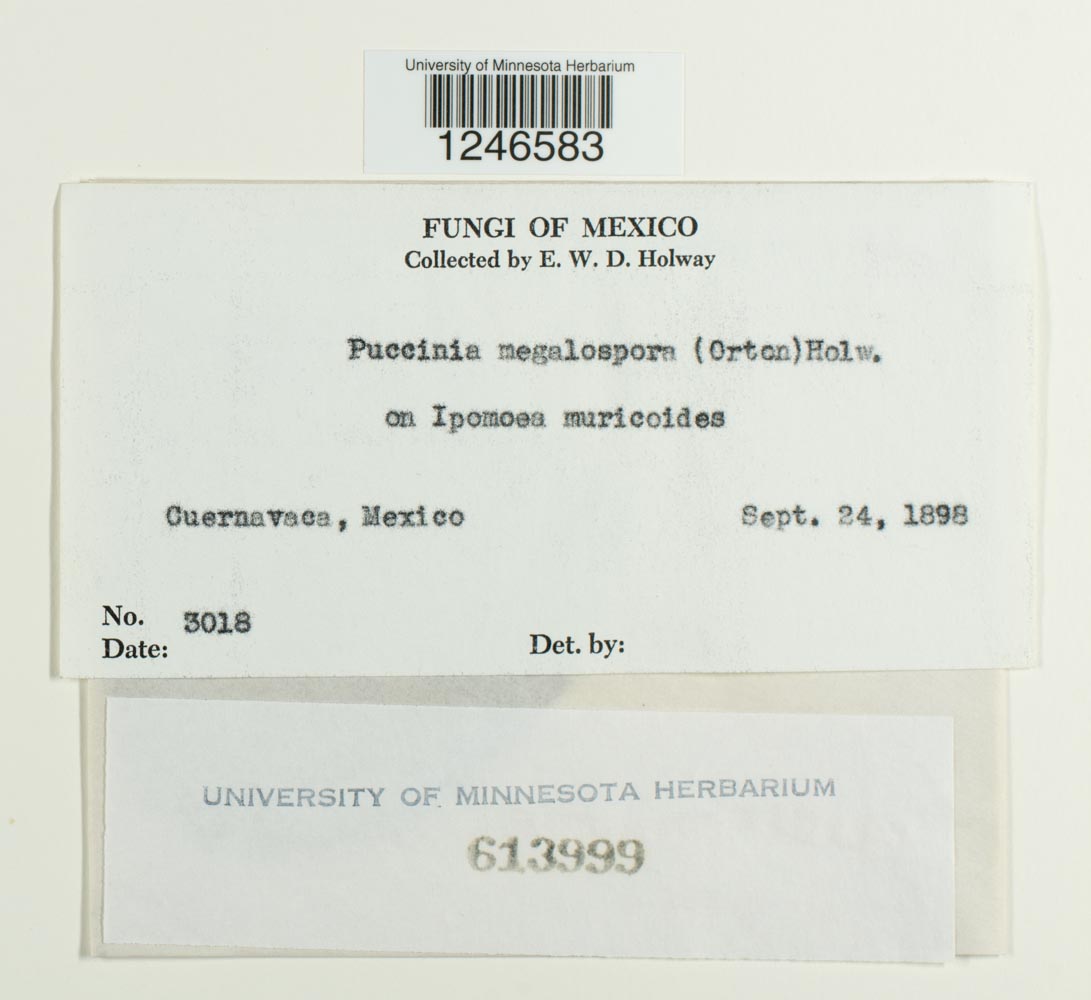 University of Minnesota Herbarium
1246583
FUNGI OF MEXICO
Collected by E. W. D. Holway
Puccinia megalospora (Orton)Holw.
on Ipomoea muricoides
Cuernavaca, Mexico Sept. 24, 1898
No. 3018
Date:
Det. by:
UNIVERSITY OF MINNESOTA HERBARIUM
613999